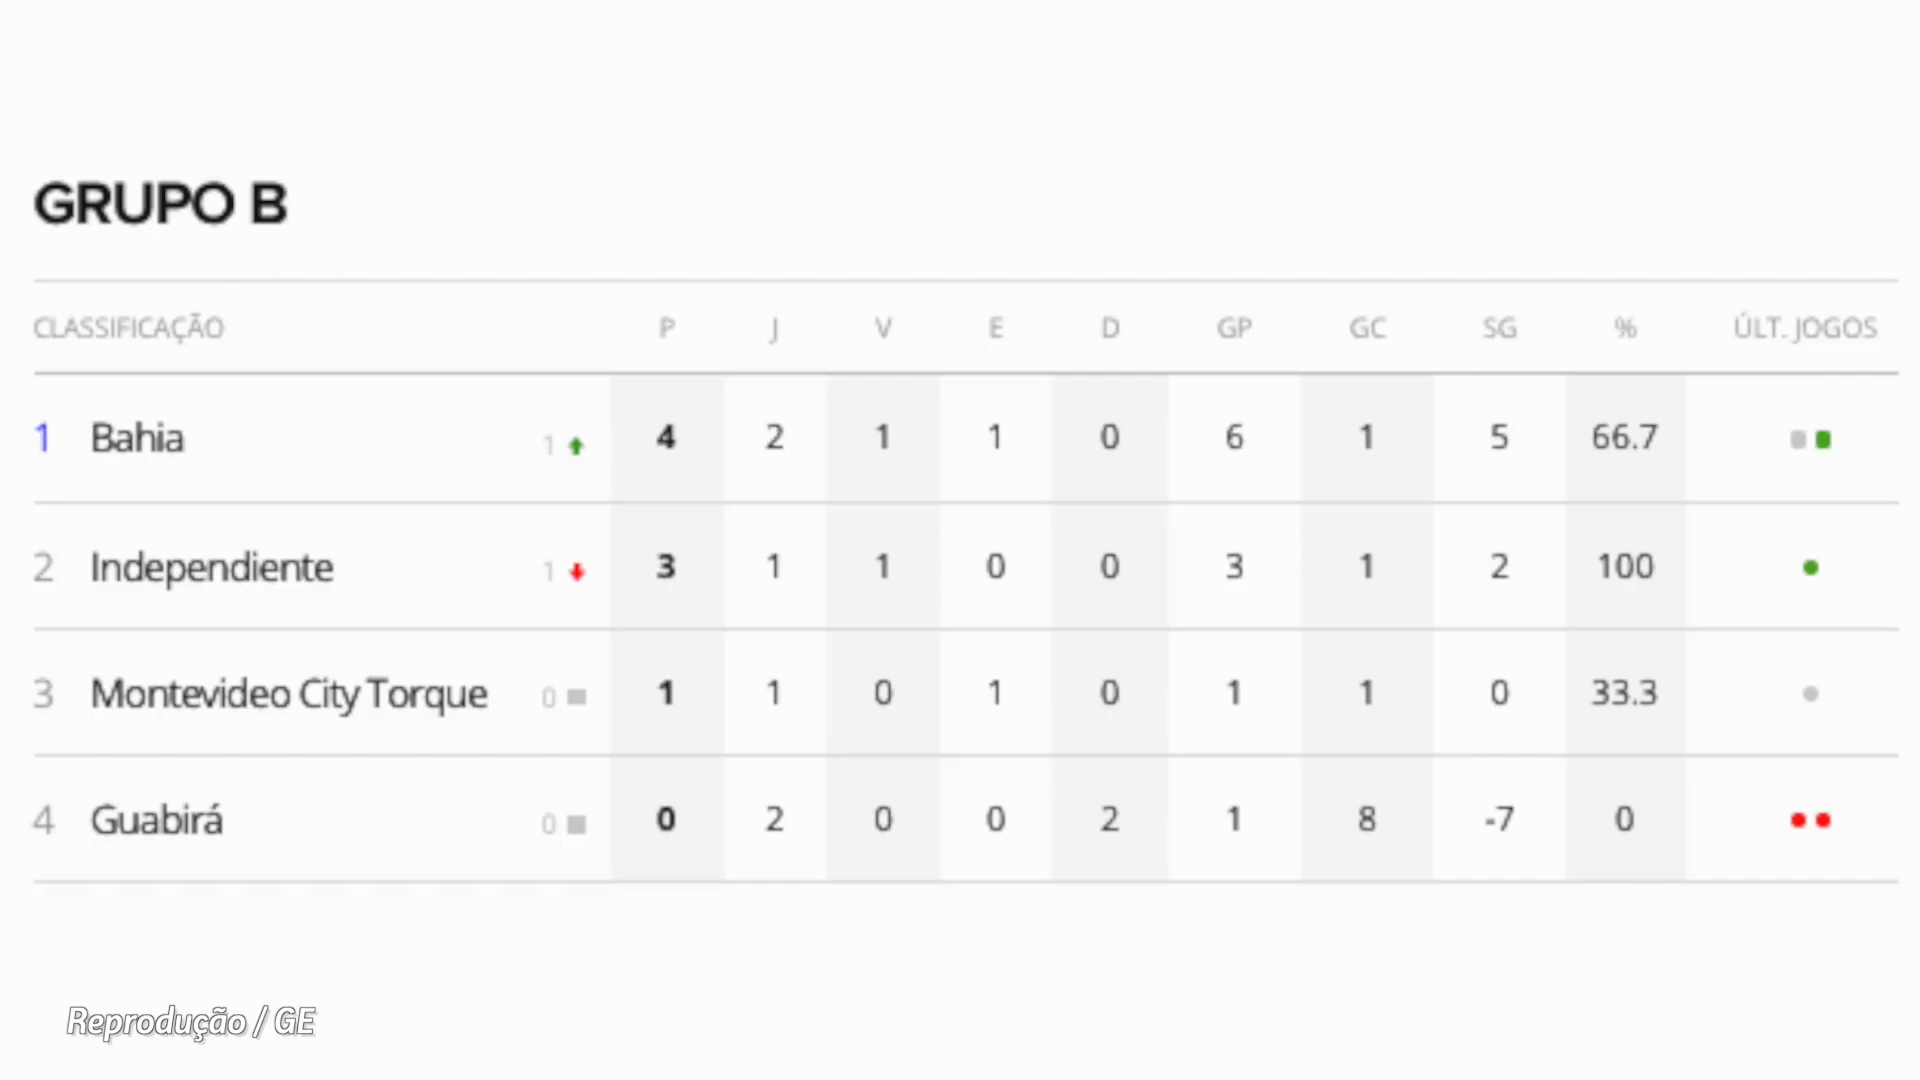 GRUPO B
CLASSIFICAÇÃO P J V E D GP GC SG % ÚLT. JOGOS
1 Bahia 1 4 2 1 1 0 6 1 5 66.7
2 Independiente 1 3 1 1 0 0 3 1 2 100
3 Montevideo City Torque 0 1 1 0 1 0 1 1 0 33.3
4 Guabirá 0 0 2 0 0 2 1 8 -7 0
Reprodução / GE